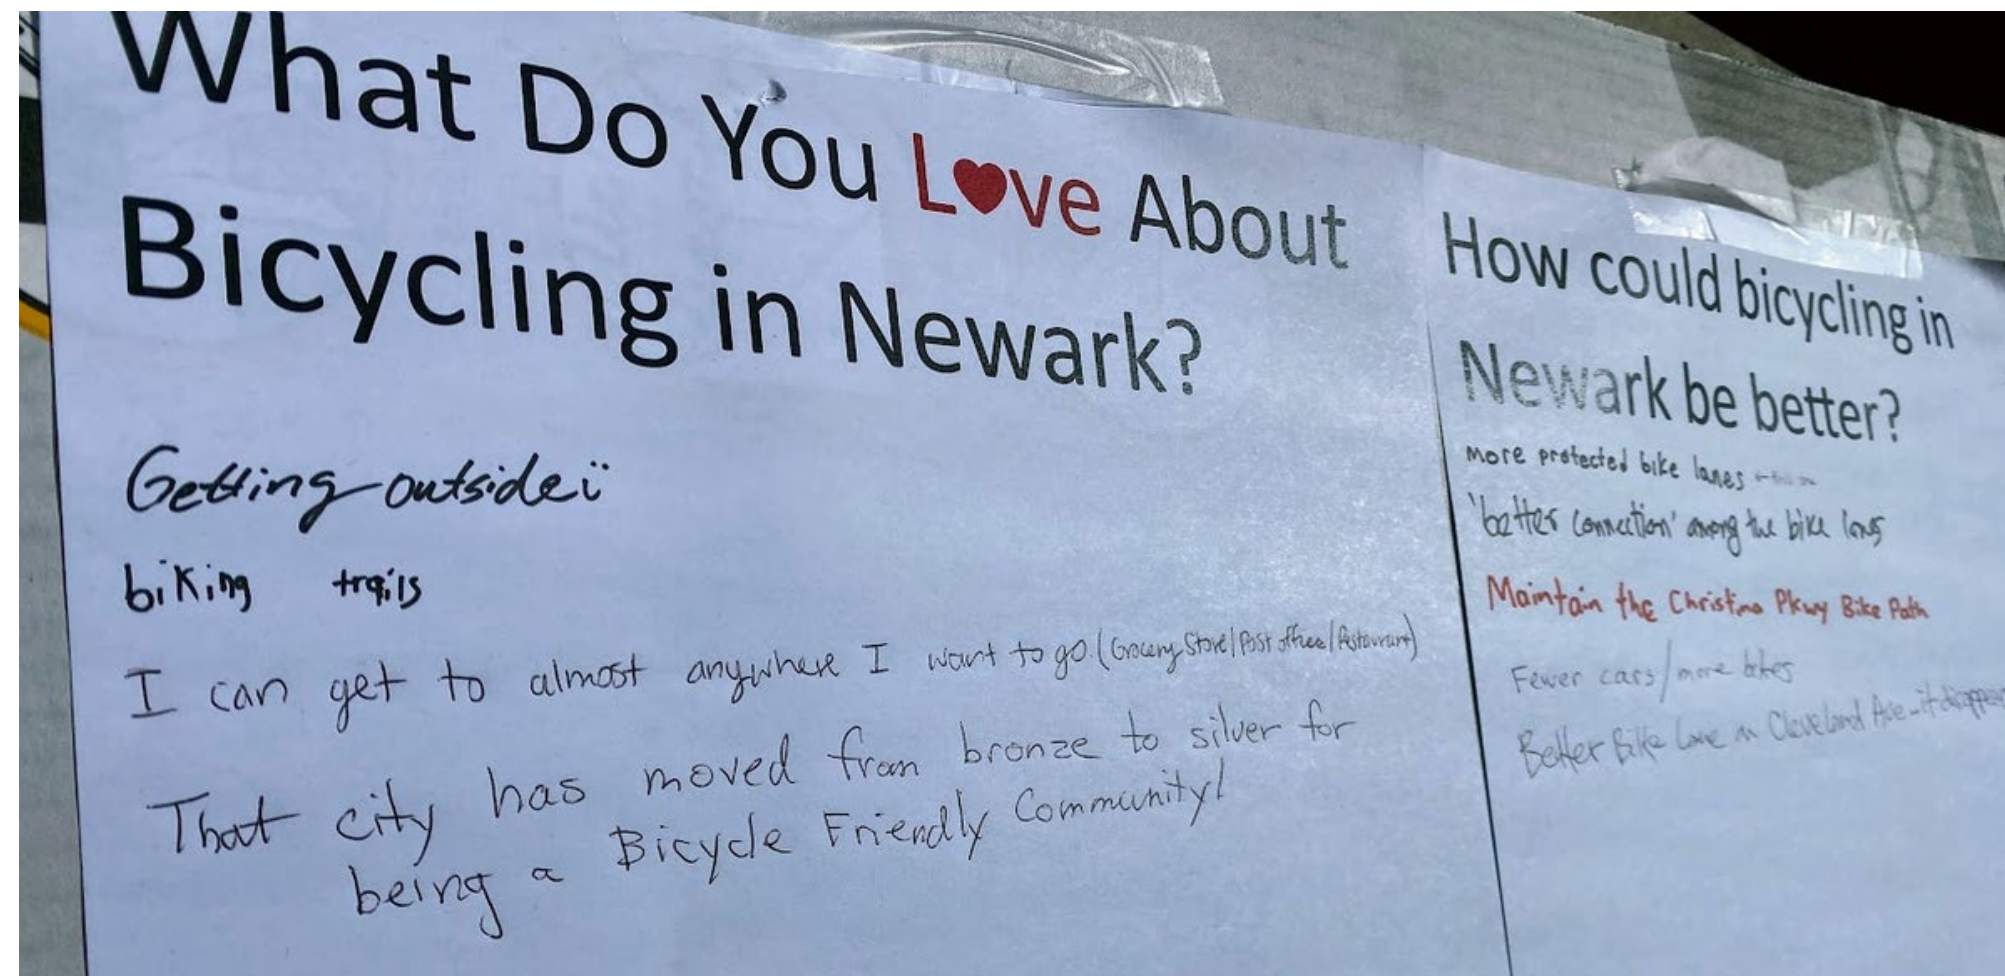 What Do You Love About
Bicycling in Newark?
Getting outside
biking trails
I can get to almost anywhere I want to go (Grocery Store/Post office/Restaurant)
That city has moved from bronze to silver for
being a Bicycle Friendly Community!
How could bicycling in
Newark be better?
more protected bike lanes
'better connection' among the bike lanes
Maintain the Christina Pkwy Bike Path
Fewer cars/more bikes
Better Bike Lane on Cleveland Ave - it